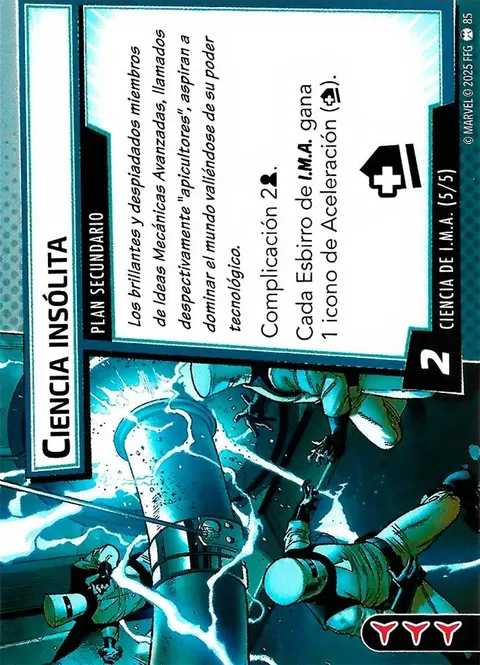 CIENCIA INSÓLITA
PLAN SECUNDARIO
Los brillantes y despiadados miembros
de Ideas Mecánicas Avanzadas, llamados
despectivamente "apicultores", aspiran a
dominar el mundo valiéndose de su poder
tecnológico.
Complicación 2.
Cada Esbirro de I.M.A. gana
1 icono de Aceleración ().
2
CIENCIA DE I.M.A. (5/5)
© MARVEL © 2025 FFG 85